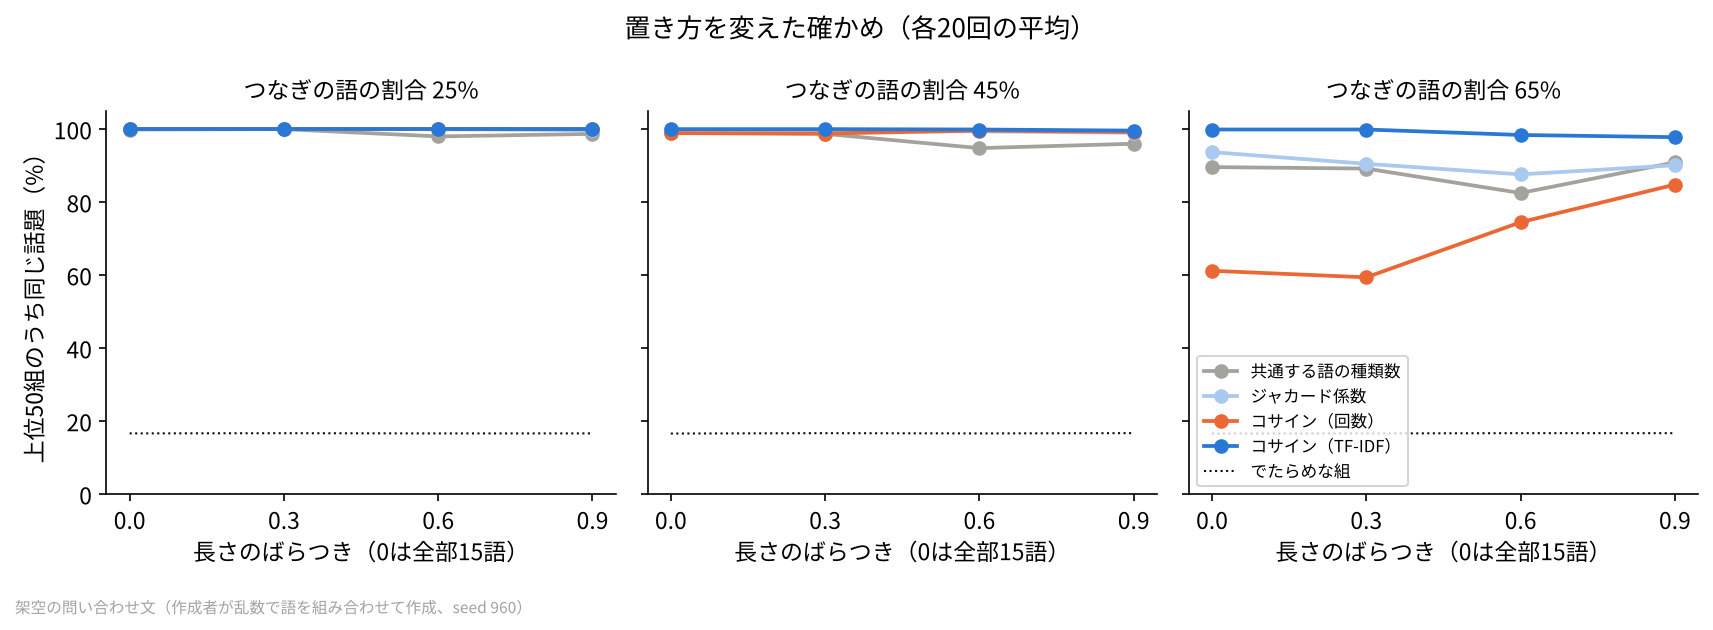 置き方を変えた確かめ（各20回の平均）
つなぎの語の割合 25%
つなぎの語の割合 45%
つなぎの語の割合 65%
上位50組のうち同じ話題（%）
100
80
60
40
20
0
共通する語の種類数
ジャカード係数
コサイン（回数）
コサイン（TF-IDF）
でたらめな組
0.0 0.3 0.6 0.9
0.0 0.3 0.6 0.9
0.0 0.3 0.6 0.9
長さのばらつき（0は全部15語）
長さのばらつき（0は全部15語）
長さのばらつき（0は全部15語）
架空の問い合わせ文（作成者が乱数で語を組み合わせて作成、seed 960）